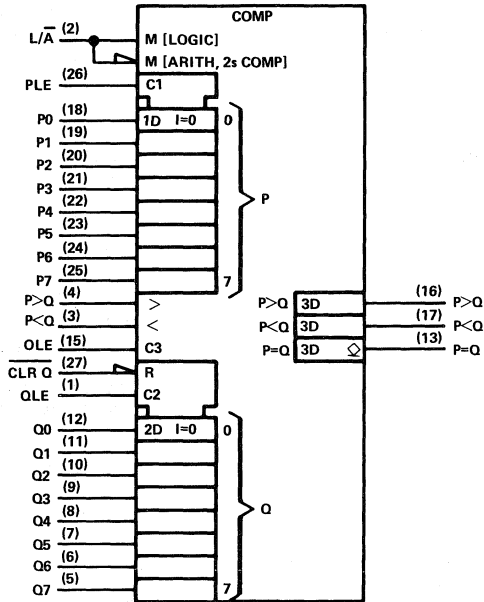 COMP
L/A̅ (2) M [LOGIC]
M [ARITH, 2s COMP]
PLE (26) C1
P0 (18) 1D I=0 0
P1 (19)
P2 (20)
P3 (21)
P4 (22)
P5 (23)
P6 (24)
P7 (25) 7
P
P>Q (4) >
P<Q (3) <
OLE (15) C3
P>Q 3D (16) P>Q
P<Q 3D (17) P<Q
P=Q 3D ◇ (13) P=Q
C̅L̅R̅ Q̅ (27) R
QLE (1) C2
Q0 (12) 2D I=0 0
Q1 (11)
Q2 (10)
Q3 (9)
Q4 (8)
Q5 (7)
Q6 (6)
Q7 (5) 7
Q